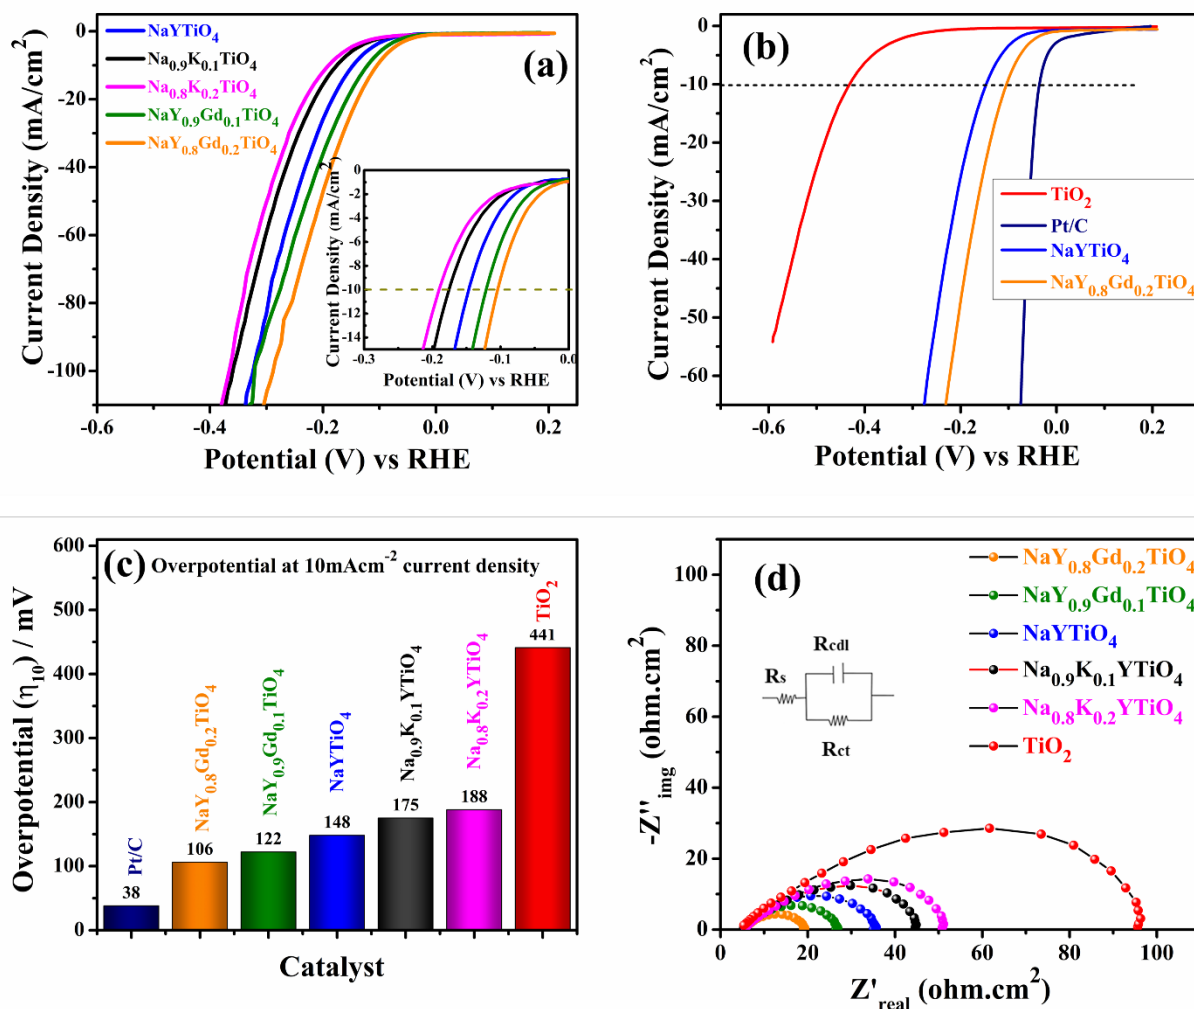 (a)
NaYTiO4
Na0.9K0.1TiO4
Na0.8K0.2TiO4
NaY0.9Gd0.1TiO4
NaY0.8Gd0.2TiO4
Current Density (mA/cm2)
0
-20
-40
-60
-80
-100
-0.6 -0.4 -0.2 0.0 0.2
Potential (V) vs RHE
Current Density (mA/cm2)
0
-2
-4
-6
-8
-10
-12
-14
-0.3 -0.2 -0.1 0.0
Potential (V) vs RHE
(b)
Current Density (mA/cm2)
0
-10
-20
-30
-40
-50
-60
TiO2
Pt/C
NaYTiO4
NaY0.8Gd0.2TiO4
-0.6 -0.4 -0.2 0.0 0.2
Potential (V) vs RHE
(c) Overpotential at 10mAcm-2 current density
Overpotential (η10) / mV
600
500
400
300
200
100
0
Pt/C
38
NaY0.8Gd0.2TiO4
106
NaY0.9Gd0.1TiO4
122
NaYTiO4
148
Na0.9K0.1YTiO4
175
Na0.8K0.2YTiO4
188
TiO2
441
Catalyst
(d)
NaY0.8Gd0.2TiO4
NaY0.9Gd0.1TiO4
NaYTiO4
Na0.9K0.1YTiO4
Na0.8K0.2YTiO4
TiO2
Rcdl
Rs
Rct
-Z''img (ohm.cm2)
100
80
60
40
20
0
20 40 60 80 100
Z'real (ohm.cm2)